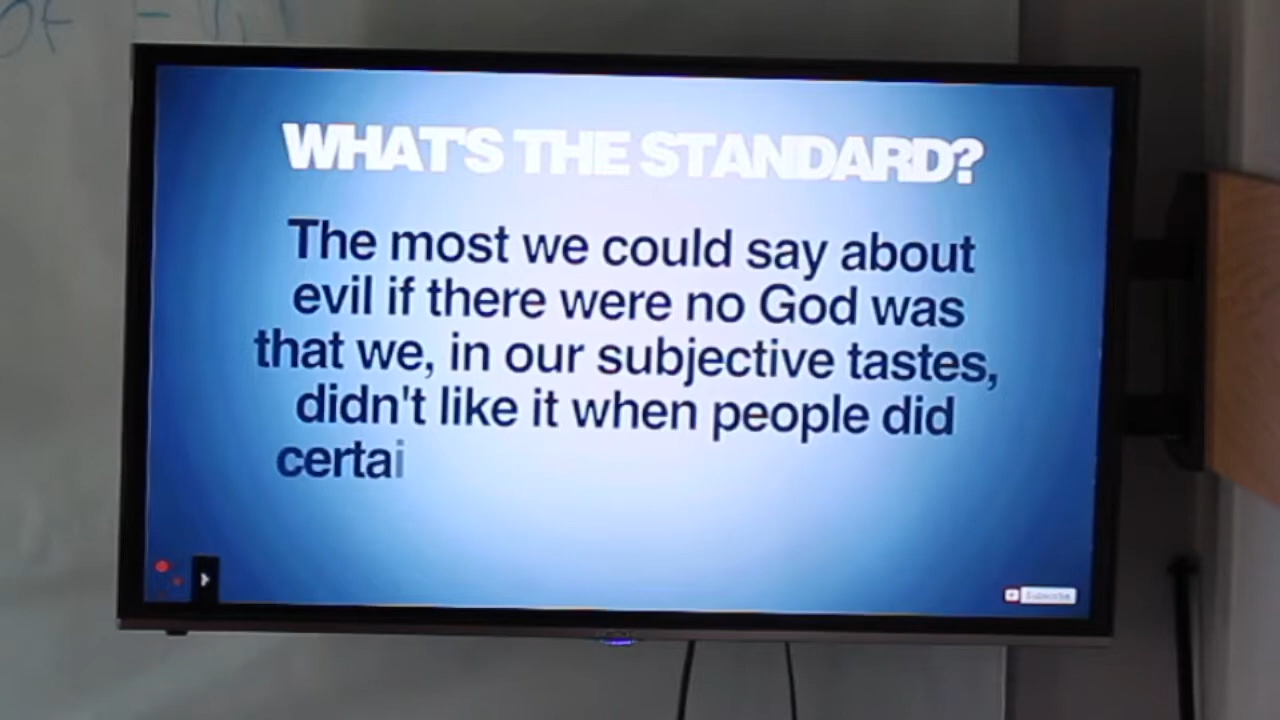 WHAT'S THE STANDARD?
The most we could say about
evil if there were no God was
that we, in our subjective tastes,
didn't like it when people did
certai
Subscribe